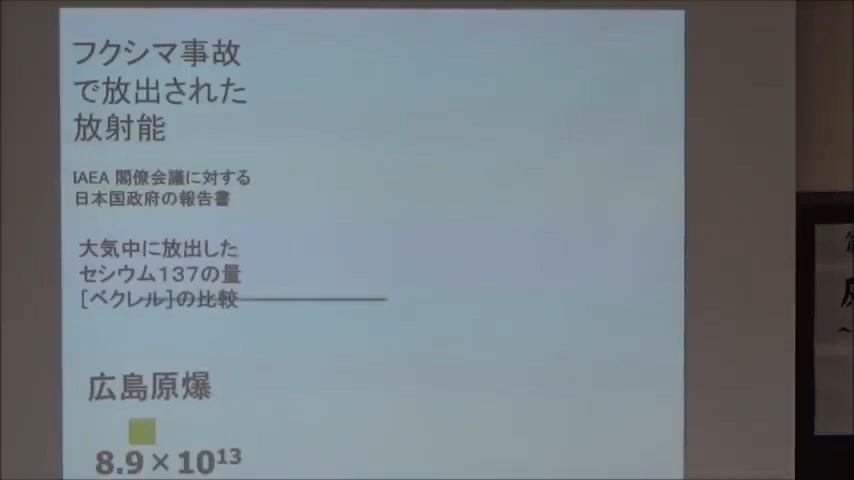 フクシマ事故
で放出された
放射能
IAEA 閣僚会議に対する
日本国政府の報告書
大気中に放出した
セシウム137の量
[ベクレル]の比較
広島原爆
8.9×10¹³